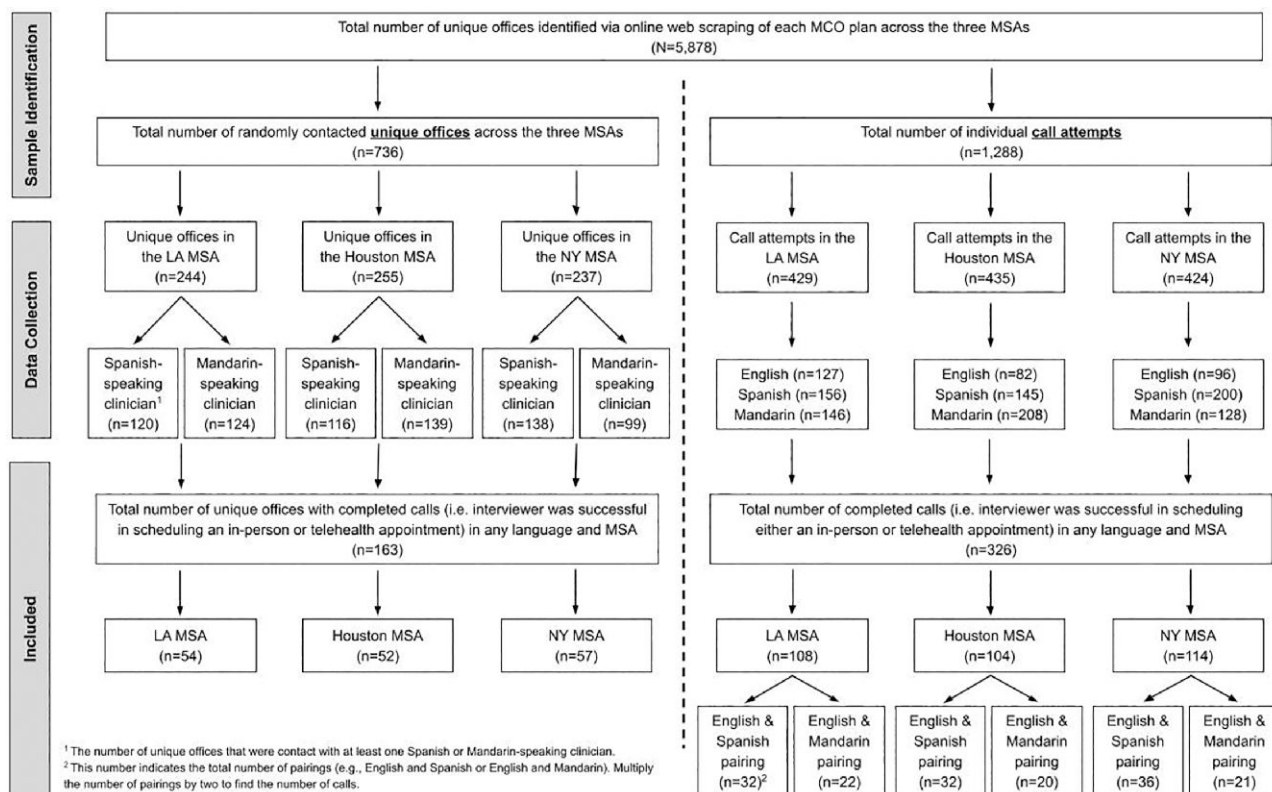 Sample Identification
Total number of unique offices identified via online web scraping of each MCO plan across the three MSAs
(N=5,878)
Total number of randomly contacted unique offices across the three MSAs
(n=736)
Total number of individual call attempts
(n=1,288)
Data Collection
Unique offices in
the LA MSA
(n=244)
Unique offices in
the Houston MSA
(n=255)
Unique offices in
the NY MSA
(n=237)
Call attempts in the
LA MSA
(n=429)
Call attempts in the
Houston MSA
(n=435)
Call attempts in the
NY MSA
(n=424)
Spanish-
speaking
clinician¹
(n=120)
Mandarin-
speaking
clinician
(n=124)
Spanish-
speaking
clinician
(n=116)
Mandarin-
speaking
clinician
(n=139)
Spanish-
speaking
clinician
(n=138)
Mandarin-
speaking
clinician
(n=99)
English (n=127)
Spanish (n=156)
Mandarin (n=146)
English (n=82)
Spanish (n=145)
Mandarin (n=208)
English (n=96)
Spanish (n=200)
Mandarin (n=128)
Included
Total number of unique offices with completed calls (i.e. interviewer was successful
in scheduling an in-person or telehealth appointment) in any language and MSA
(n=163)
Total number of completed calls (i.e. interviewer was successful in scheduling
either an in-person or telehealth appointment) in any language and MSA
(n=326)
LA MSA
(n=54)
Houston MSA
(n=52)
NY MSA
(n=57)
LA MSA
(n=108)
Houston MSA
(n=104)
NY MSA
(n=114)
English &
Spanish
pairing
(n=32)²
English &
Mandarin
pairing
(n=22)
English &
Spanish
pairing
(n=32)
English &
Mandarin
pairing
(n=20)
English &
Spanish
pairing
(n=36)
English &
Mandarin
pairing
(n=21)
¹ The number of unique offices that were contact with at least one Spanish or Mandarin-speaking clinician.
² This number indicates the total number of pairings (e.g., English and Spanish or English and Mandarin). Multiply
the number of pairings by two to find the number of calls.